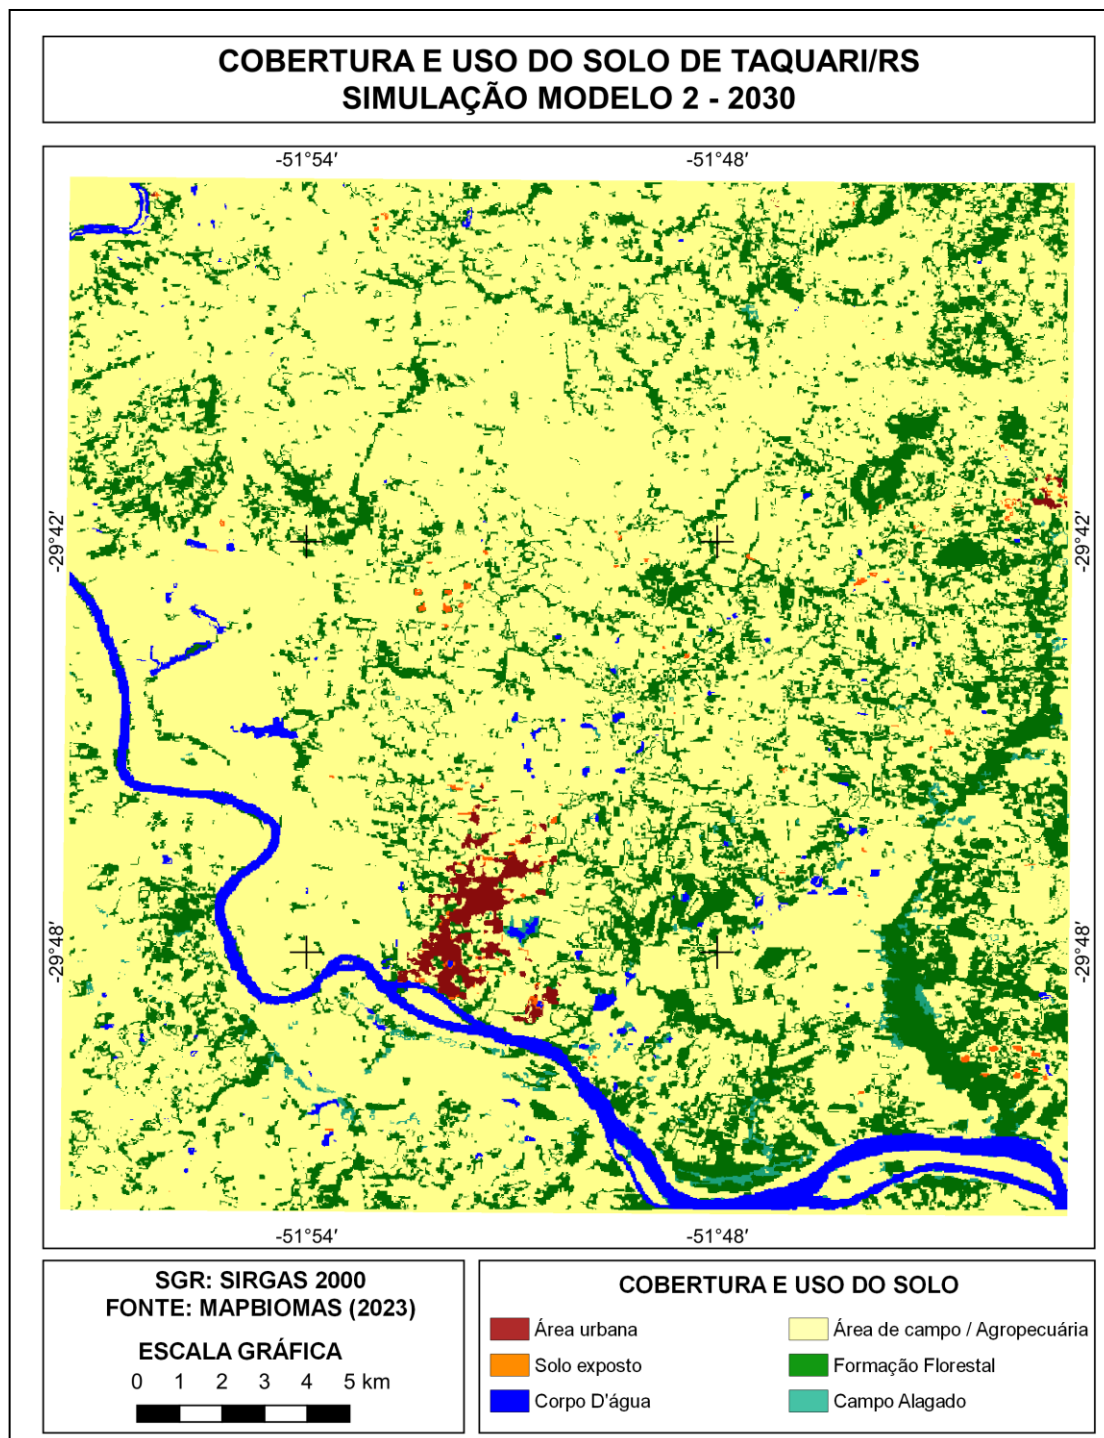 COBERTURA E USO DO SOLO DE TAQUARI/RS
SIMULAÇÃO MODELO 2 - 2030
-51°54′ -51°48′
-29°42′ -29°42′
-29°48′ -29°48′
-51°54′ -51°48′
SGR: SIRGAS 2000
FONTE: MAPBIOMAS (2023)
ESCALA GRÁFICA
0 1 2 3 4 5 km
COBERTURA E USO DO SOLO
Área urbana
Solo exposto
Corpo D'água
Área de campo / Agropecuária
Formação Florestal
Campo Alagado